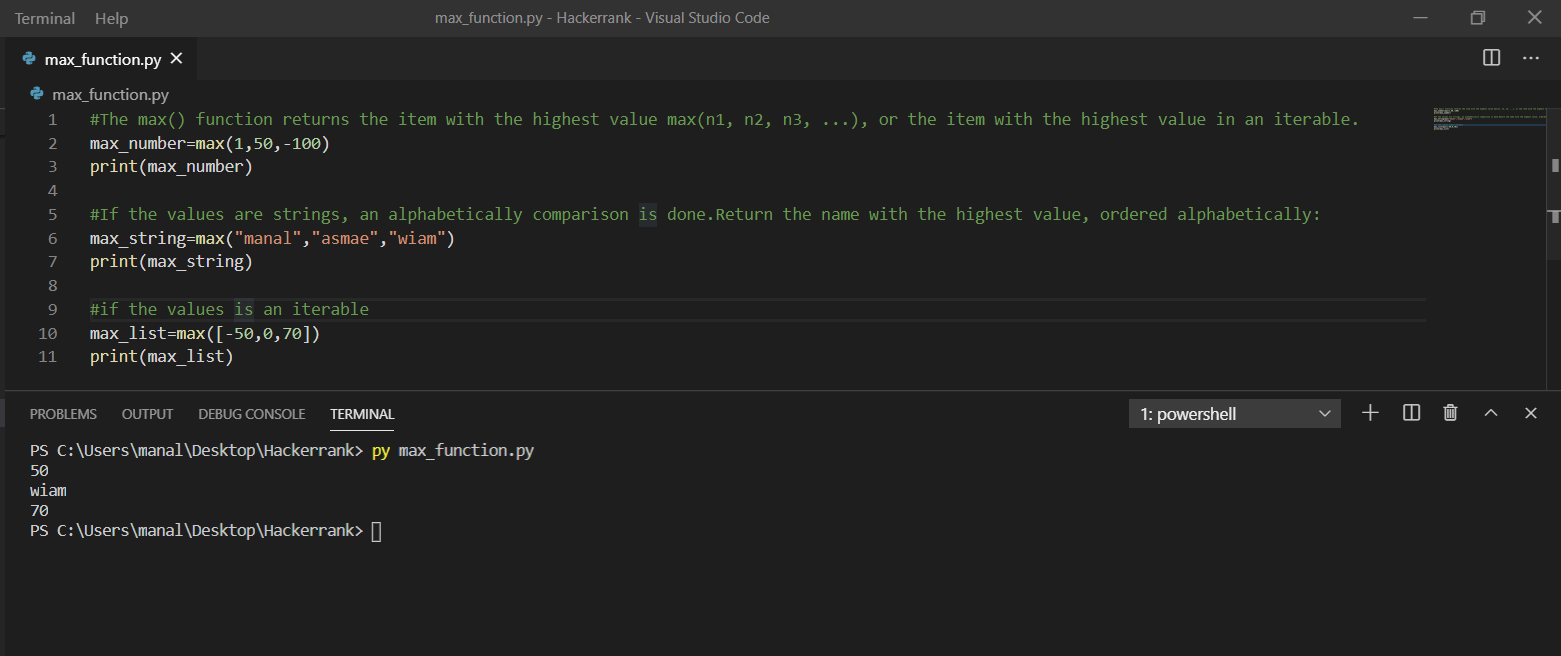 Terminal Help max_function.py - Hackerrank - Visual Studio Code
max_function.py
max_function.py
1 #The max() function returns the item with the highest value max(n1, n2, n3, ...), or the item with the highest value in an iterable.
2 max_number=max(1,50,-100)
3 print(max_number)
4
5 #If the values are strings, an alphabetically comparison is done.Return the name with the highest value, ordered alphabetically:
6 max_string=max("manal","asmae","wiam")
7 print(max_string)
8
9 #if the values is an iterable
10 max_list=max([-50,0,70])
11 print(max_list)
PROBLEMS OUTPUT DEBUG CONSOLE TERMINAL 1: powershell
PS C:\Users\manal\Desktop\Hackerrank> py max_function.py
50
wiam
70
PS C:\Users\manal\Desktop\Hackerrank>